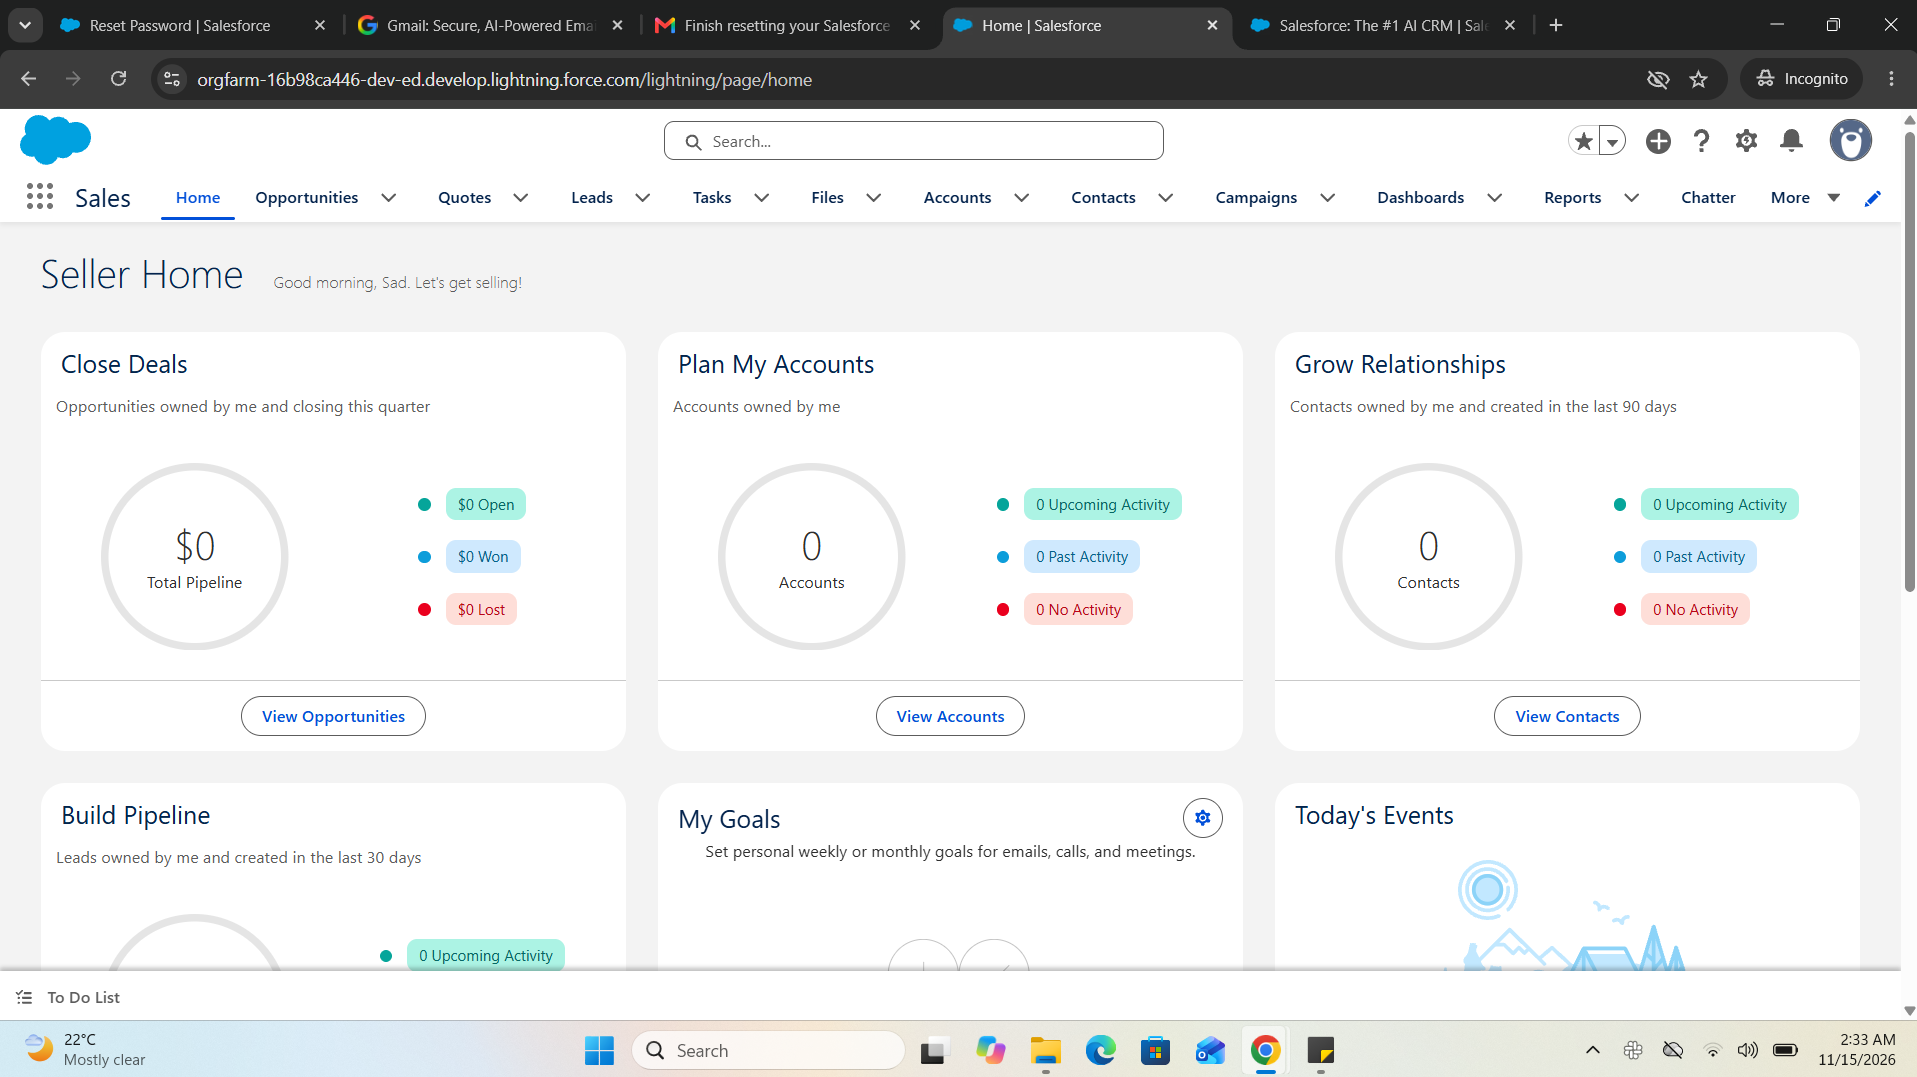 Reset Password | Salesforce
Gmail: Secure, AI-Powered Emai
Finish resetting your Salesforce
Home | Salesforce
Salesforce: The #1 AI CRM | Sale
orgfarm-16b98ca446-dev-ed.develop.lightning.force.com/lightning/page/home
Incognito
Search...
Sales
Home
Opportunities
Quotes
Leads
Tasks
Files
Accounts
Contacts
Campaigns
Dashboards
Reports
Chatter
More
Seller Home
Good morning, Sad. Let's get selling!
Close Deals
Opportunities owned by me and closing this quarter
$0
Total Pipeline
$0 Open
$0 Won
$0 Lost
View Opportunities
Plan My Accounts
Accounts owned by me
0
Accounts
0 Upcoming Activity
0 Past Activity
0 No Activity
View Accounts
Grow Relationships
Contacts owned by me and created in the last 90 days
0
Contacts
0 Upcoming Activity
0 Past Activity
0 No Activity
View Contacts
Build Pipeline
Leads owned by me and created in the last 30 days
0 Upcoming Activity
My Goals
Set personal weekly or monthly goals for emails, calls, and meetings.
Today's Events
To Do List
22°C
Mostly clear
Search
2:33 AM
11/15/2026